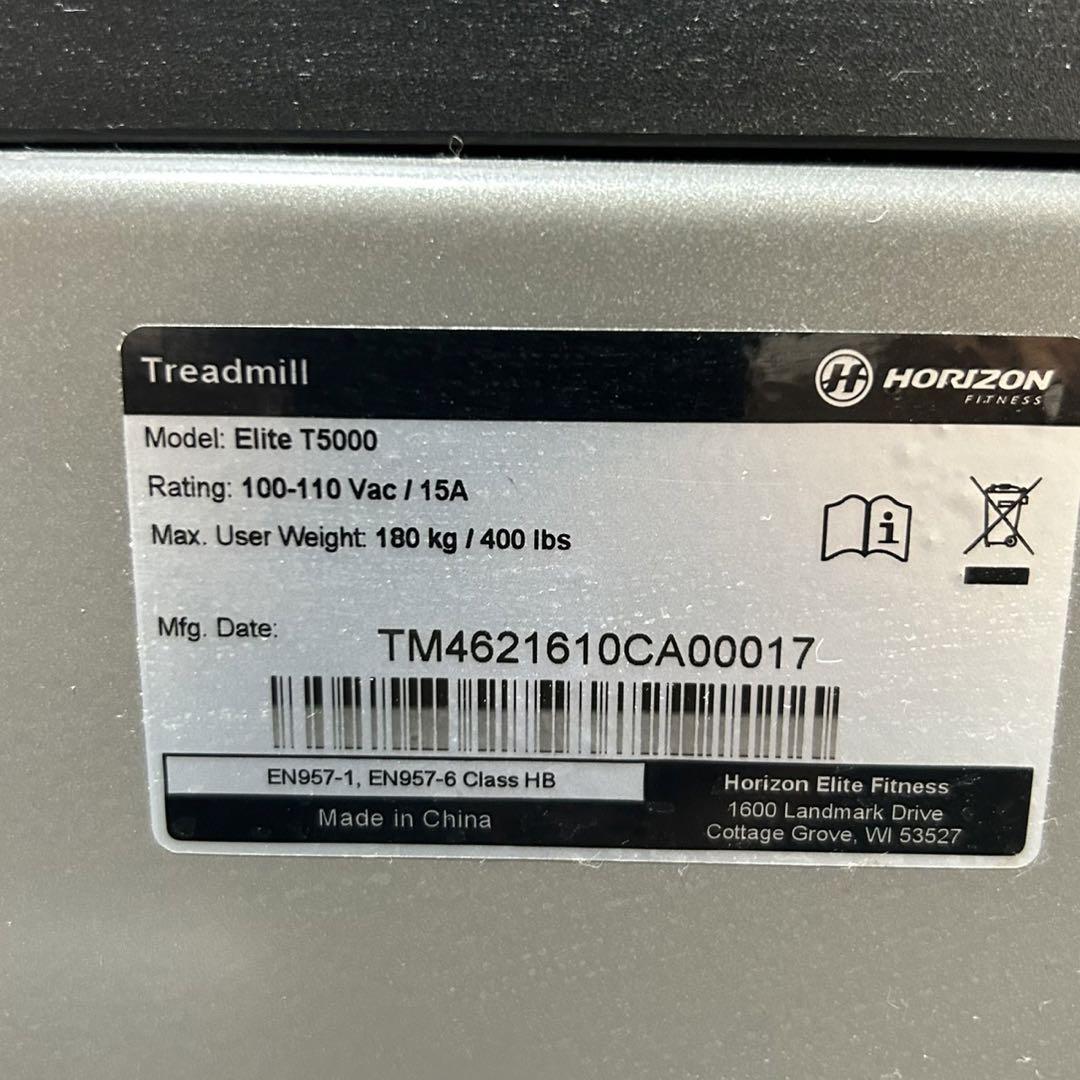 Treadmill
HORIZON
FITNESS
Model: Elite T5000
Rating: 100-110 Vac / 15A
Max. User Weight: 180 kg / 400 lbs
Mfg. Date:
TM4621610CA00017
EN957-1, EN957-6 Class HB
Made in China
Horizon Elite Fitness
1600 Landmark Drive
Cottage Grove, WI 53527